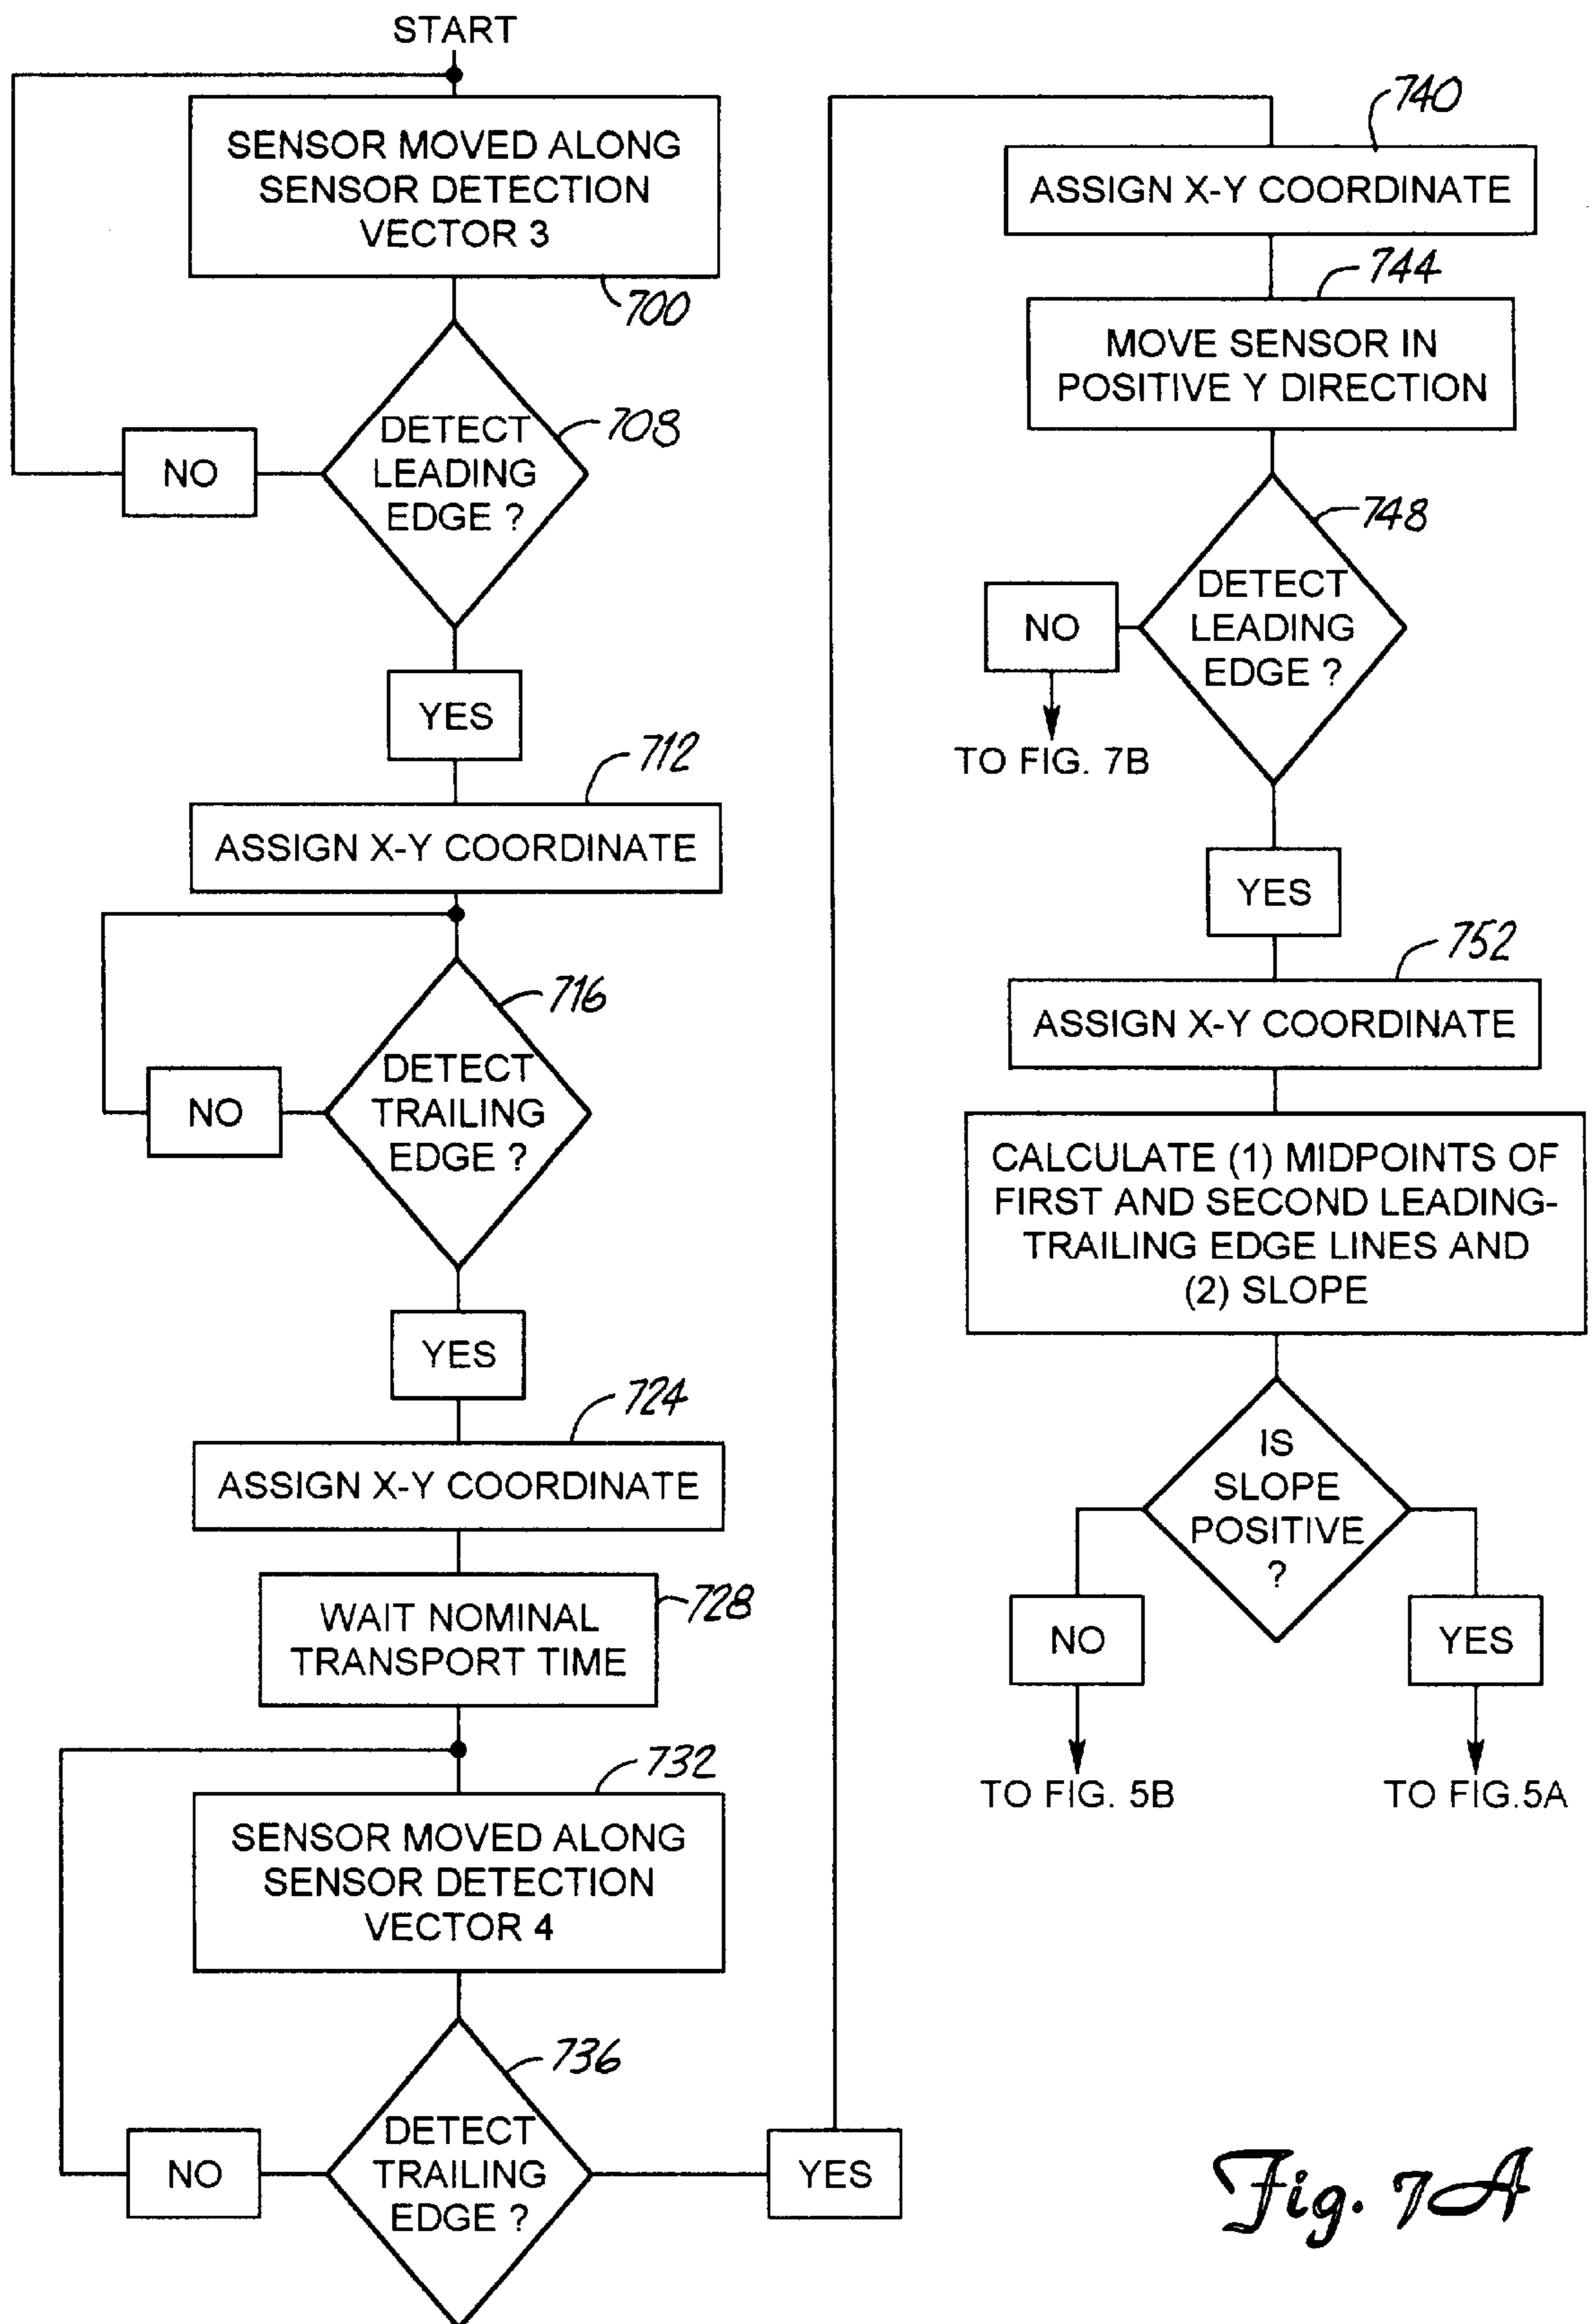 START
SENSOR MOVED ALONG
SENSOR DETECTION
VECTOR 3
700
DETECT
LEADING
EDGE ?
708
NO
YES
712
ASSIGN X-Y COORDINATE
716
DETECT
TRAILING
EDGE ?
NO
YES
724
ASSIGN X-Y COORDINATE
WAIT NOMINAL
TRANSPORT TIME
728
732
SENSOR MOVED ALONG
SENSOR DETECTION
VECTOR 4
736
DETECT
TRAILING
EDGE ?
NO
YES
740
ASSIGN X-Y COORDINATE
744
MOVE SENSOR IN
POSITIVE Y DIRECTION
748
DETECT
LEADING
EDGE ?
NO
TO FIG. 7B
YES
752
ASSIGN X-Y COORDINATE
CALCULATE (1) MIDPOINTS OF
FIRST AND SECOND LEADING-
TRAILING EDGE LINES AND
(2) SLOPE
IS
SLOPE
POSITIVE
?
NO
YES
TO FIG. 5B
TO FIG.5A
Fig. 7A